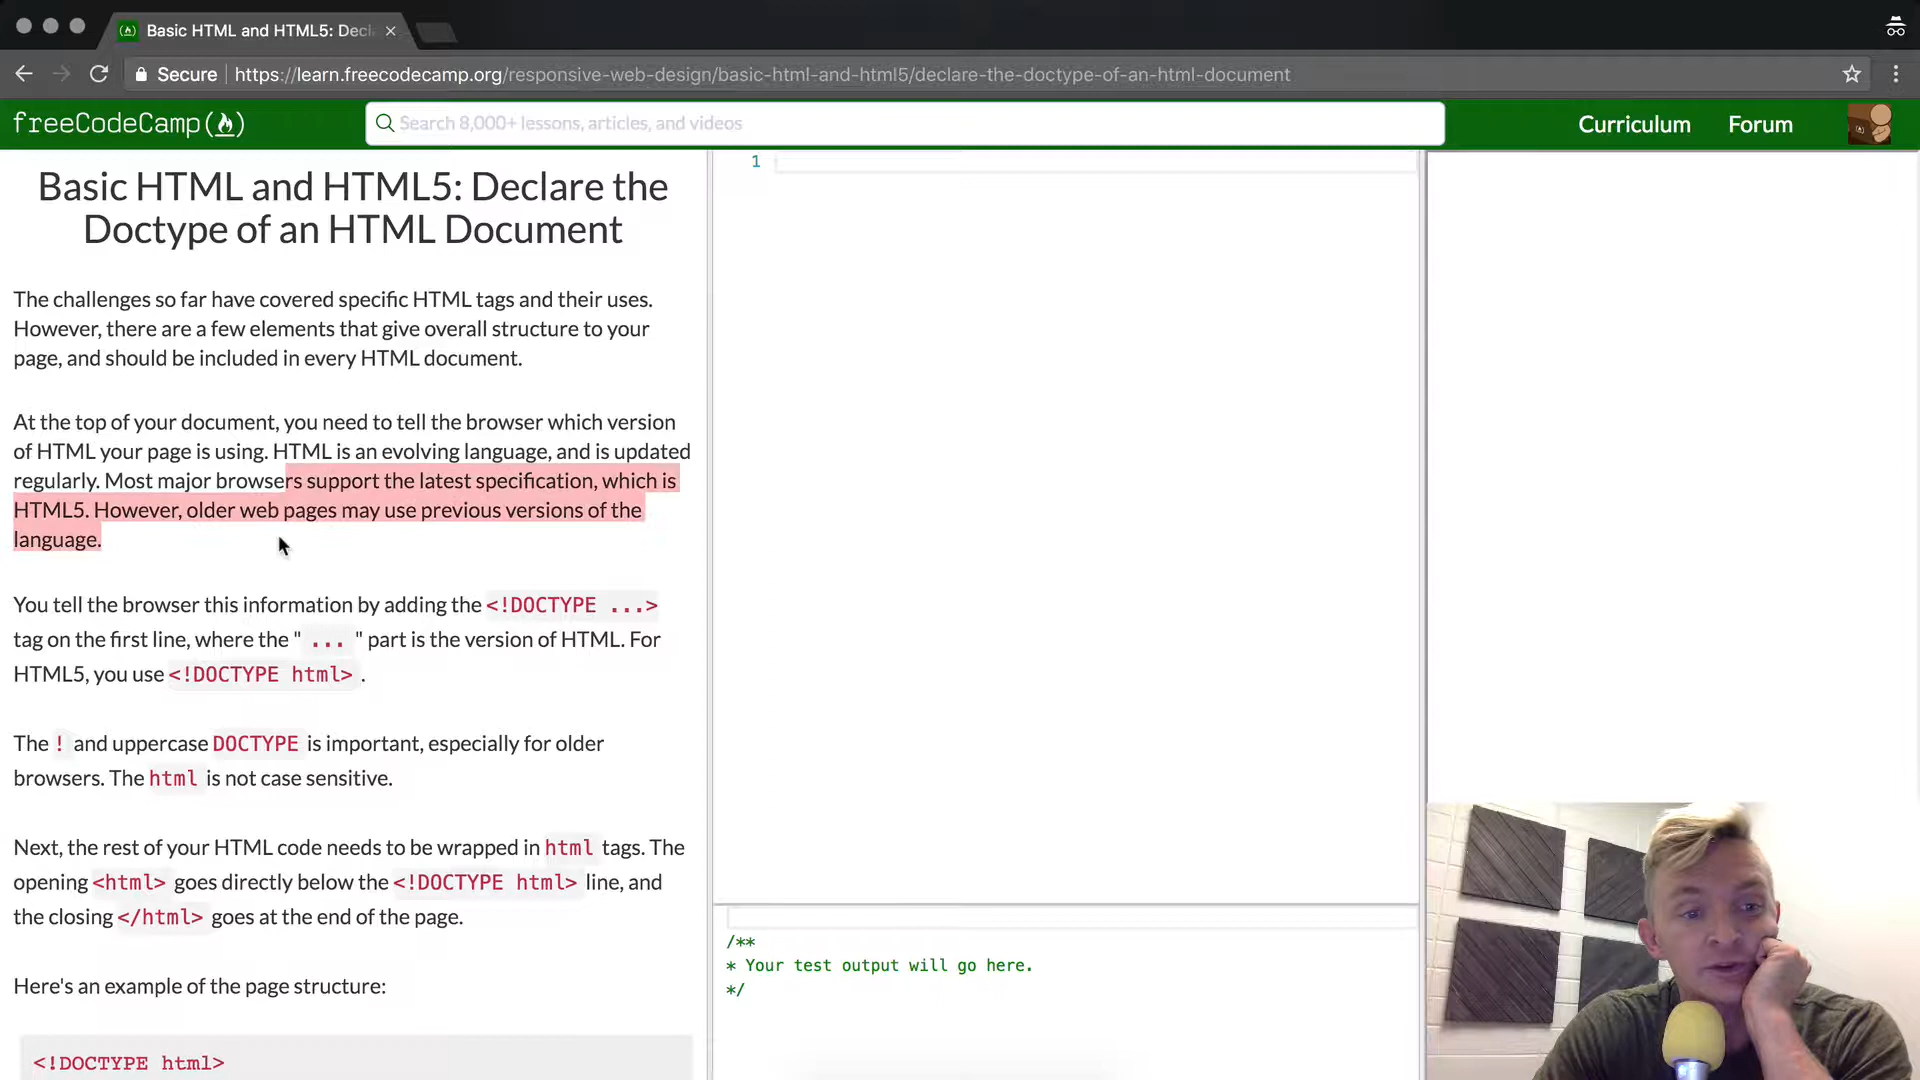 Basic HTML and HTML5: Decl
Secure https://learn.freecodecamp.org/responsive-web-design/basic-html-and-html5/declare-the-doctype-of-an-html-document
freeCodeCamp
Search 8,000+ lessons, articles, and videos
Curriculum Forum
Basic HTML and HTML5: Declare the
Doctype of an HTML Document
The challenges so far have covered specific HTML tags and their uses.
However, there are a few elements that give overall structure to your
page, and should be included in every HTML document.
At the top of your document, you need to tell the browser which version
of HTML your page is using. HTML is an evolving language, and is updated
regularly. Most major browsers support the latest specification, which is
HTML5. However, older web pages may use previous versions of the
language.
You tell the browser this information by adding the <!DOCTYPE ...>
tag on the first line, where the " ... " part is the version of HTML. For
HTML5, you use <!DOCTYPE html> .
The ! and uppercase DOCTYPE is important, especially for older
browsers. The html is not case sensitive.
Next, the rest of your HTML code needs to be wrapped in html tags. The
opening <html> goes directly below the <!DOCTYPE html> line, and
the closing </html> goes at the end of the page.
Here's an example of the page structure:
<!DOCTYPE html>
1
/**
* Your test output will go here.
*/